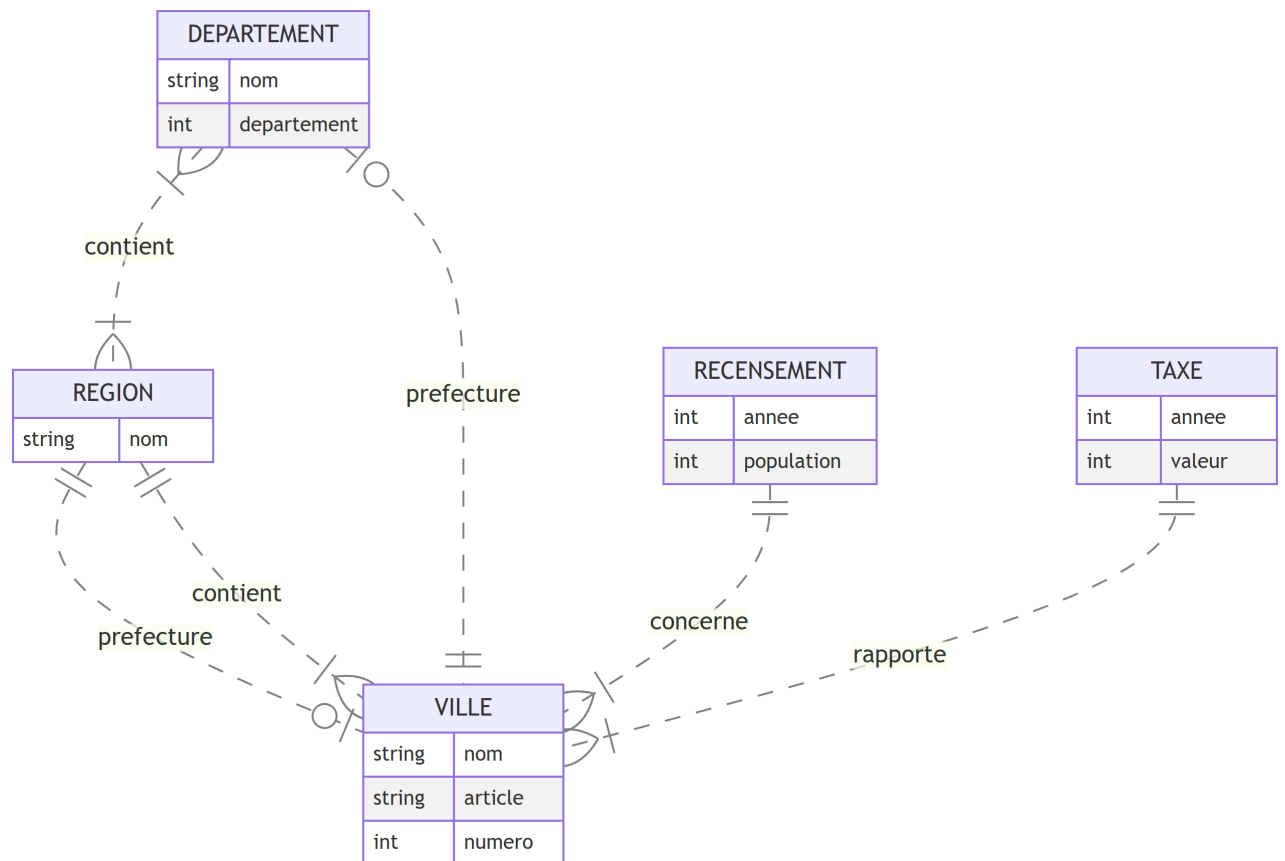 DEPARTEMENT
string nom
int departement
contient
prefecture
REGION
string nom
RECENSEMENT
int annee
int population
TAXE
int annee
int valeur
contient
prefecture
concerne
rapporte
VILLE
string nom
string article
int numero